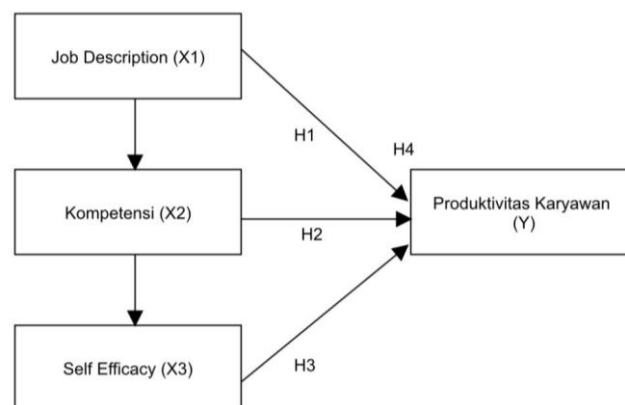 Job Description (X1)
H1
H4
Kompetensi (X2)
Produktivitas Karyawan
(Y)
H2
Self Efficacy (X3)
H3